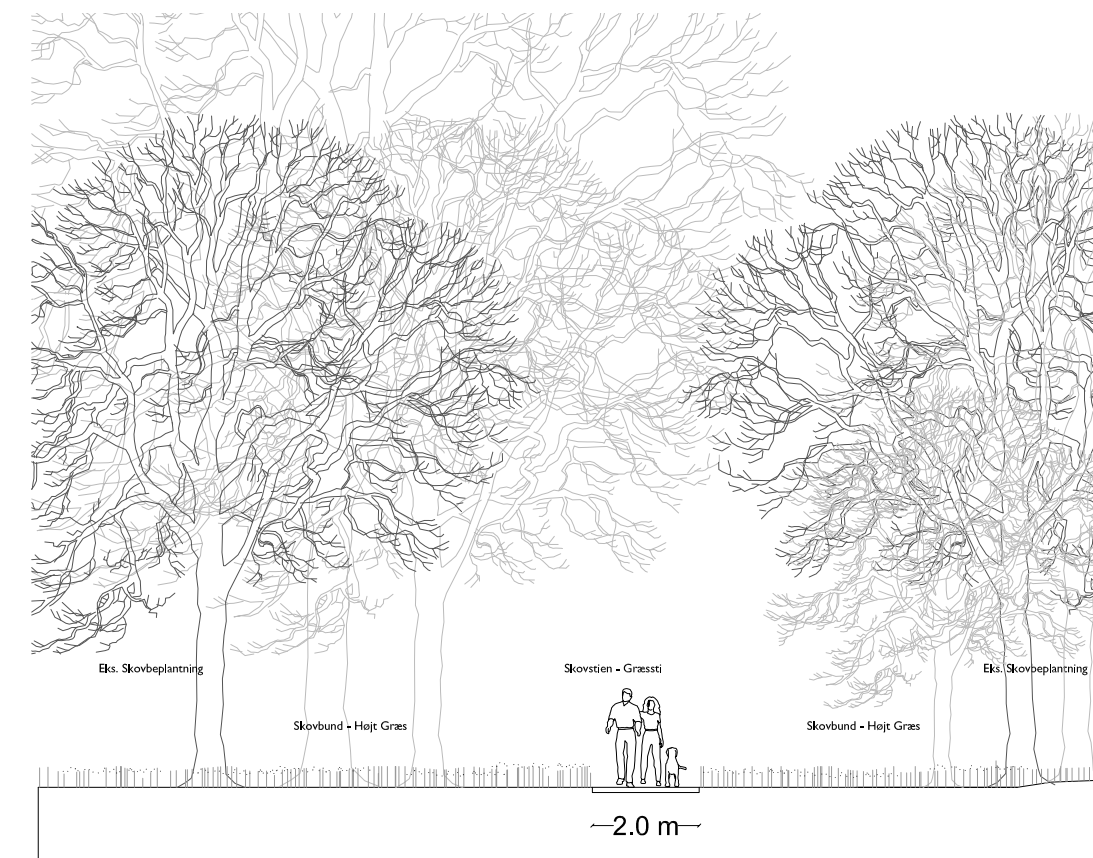 Eks. Skovbeplantning
Skovstien - Græssti
Eks. Skovbeplantning
Skovbund - Højt Græs
Skovbund - Højt Græs
2.0 m